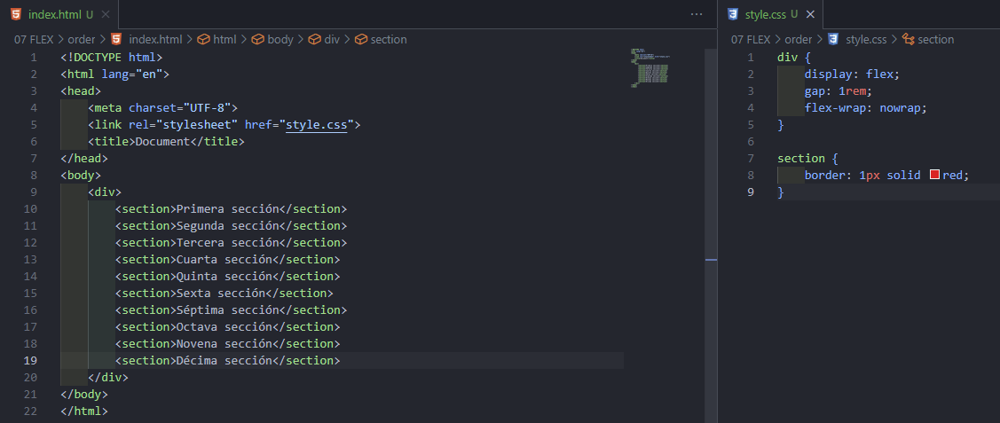 index.html U
07 FLEX > order > index.html > html > body > div > section
1 <!DOCTYPE html>
2 <html lang="en">
3 <head>
4     <meta charset="UTF-8">
5     <link rel="stylesheet" href="style.css">
6     <title>Document</title>
7 </head>
8 <body>
9     <div>
10         <section>Primera sección</section>
11         <section>Segunda sección</section>
12         <section>Tercera sección</section>
13         <section>Cuarta sección</section>
14         <section>Quinta sección</section>
15         <section>Sexta sección</section>
16         <section>Séptima sección</section>
17         <section>Octava sección</section>
18         <section>Novena sección</section>
19         <section>Décima sección</section>
20     </div>
21 </body>
22 </html>
style.css U
07 FLEX > order > style.css > section
1 div {
2     display: flex;
3     gap: 1rem;
4     flex-wrap: nowrap;
5 }
6
7 section {
8     border: 1px solid red;
9 }